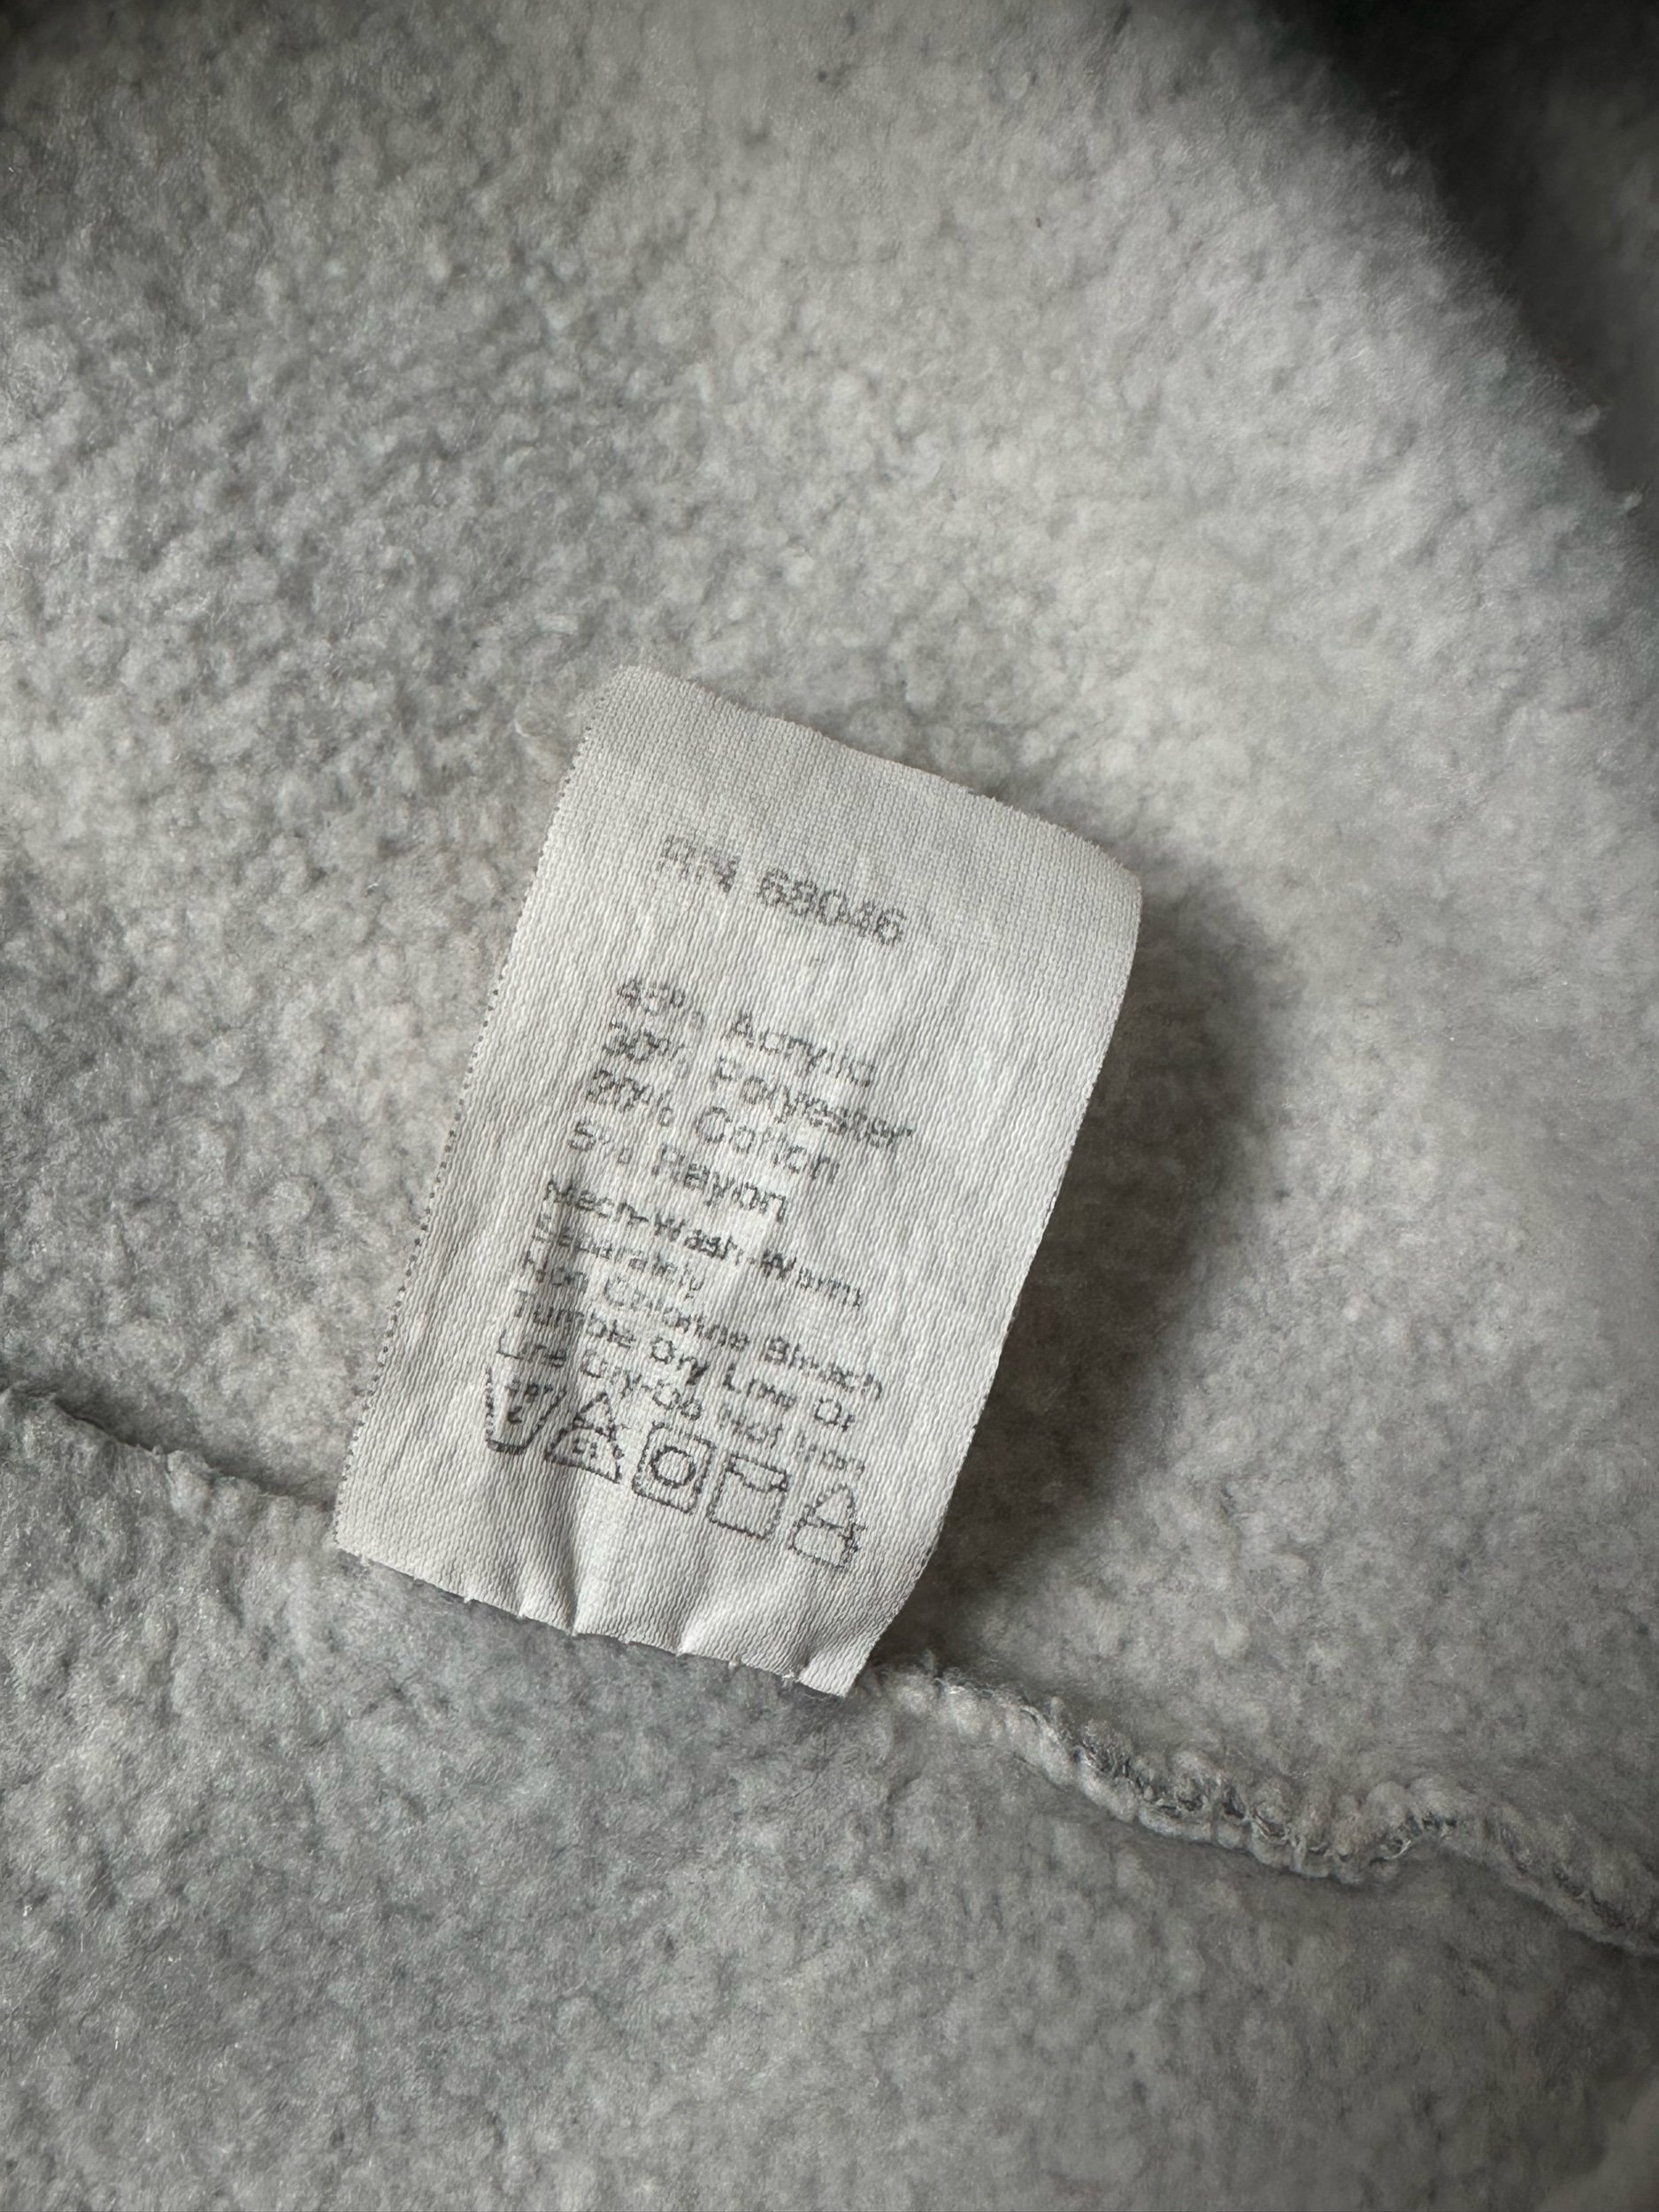 RN 68046
45% Acrylic
30% Polyester
20% Cotton
5% Rayon
Mach-Wash-Warm
Separately
Non Chlorine Bleach
Tumble Dry Low Or
Line Dry-Do Not Iron